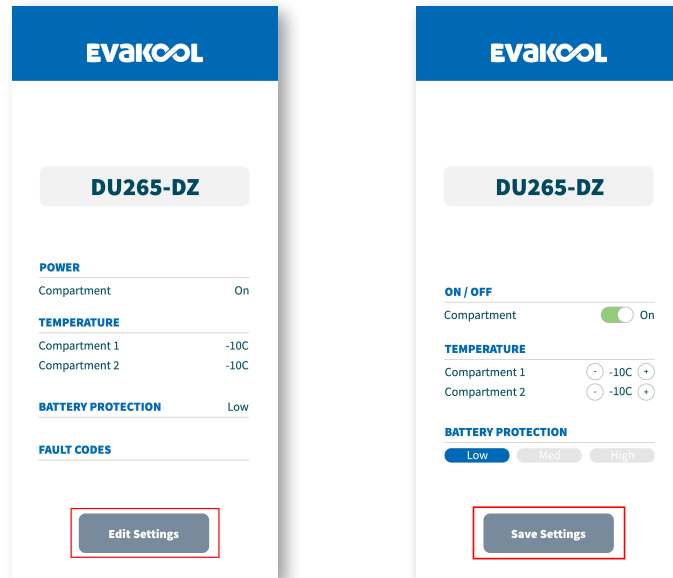 EVAKOOL
DU265-DZ
POWER
Compartment On
TEMPERATURE
Compartment 1 -10C
Compartment 2 -10C
BATTERY PROTECTION Low
FAULT CODES
Edit Settings
EVAKOOL
DU265-DZ
ON / OFF
Compartment On
TEMPERATURE
Compartment 1 - -10C +
Compartment 2 - -10C +
BATTERY PROTECTION
Low Med High
Save Settings